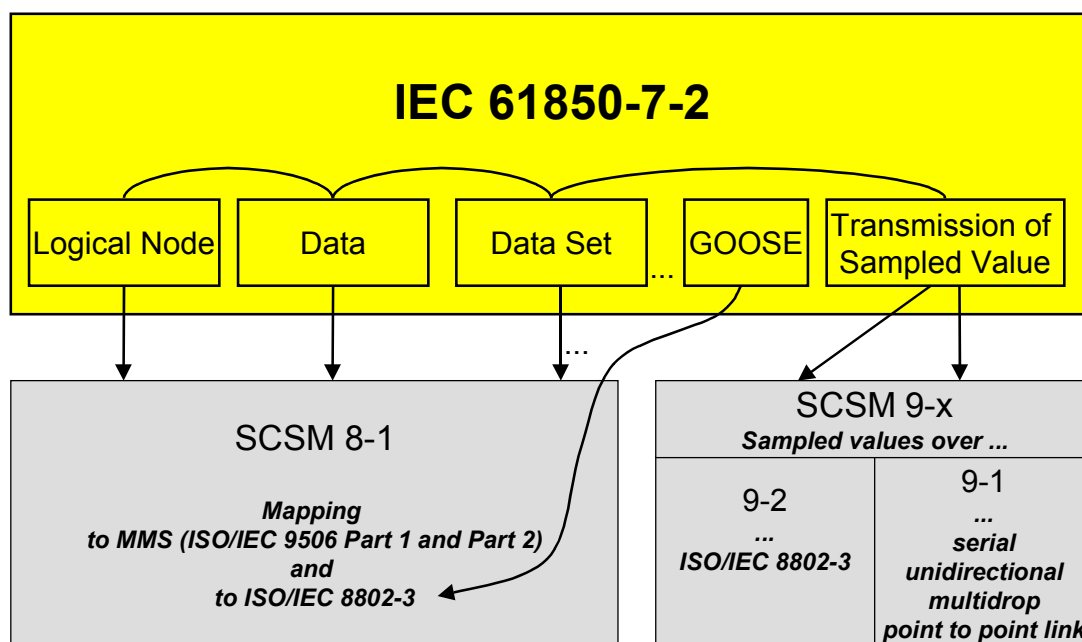 IEC 61850-7-2
Logical Node
Data
Data Set
...
GOOSE
Transmission of
Sampled Value
...
SCSM 8-1
Mapping
to MMS (ISO/IEC 9506 Part 1 and Part 2)
and
to ISO/IEC 8802-3
SCSM 9-x
Sampled values over ...
9-2
...
ISO/IEC 8802-3
9-1
...
serial
unidirectional
multidrop
point to point link